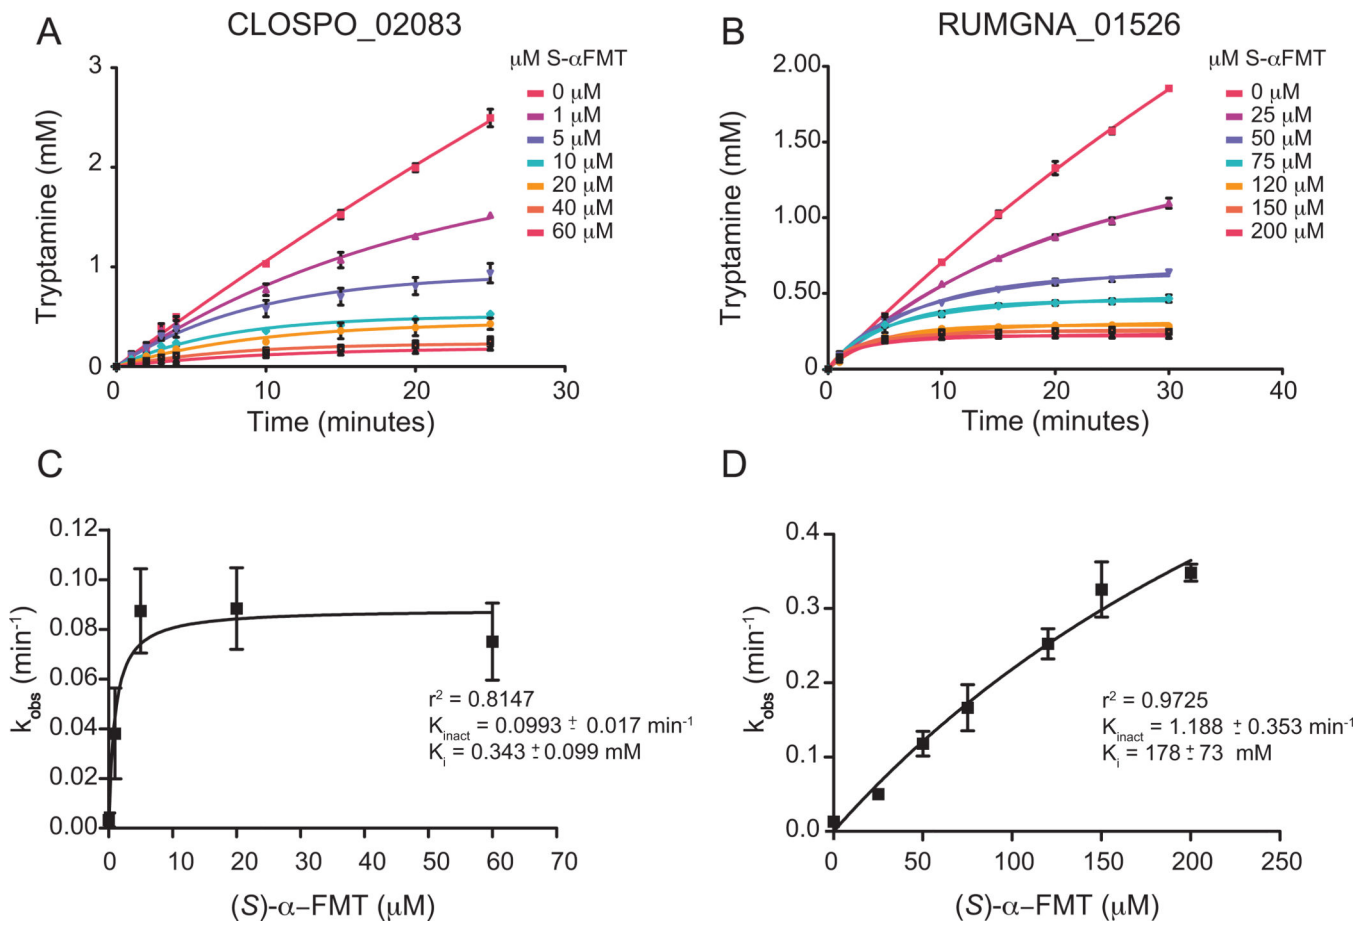 A
CLOSPO_02083
Tryptamine (mM)
3
2
1
0
0
10
20
30
Time (minutes)
μM S-αFMT
0 μM
1 μM
5 μM
10 μM
20 μM
40 μM
60 μM
B
RUMGNA_01526
Tryptamine (mM)
2.00
1.50
1.00
0.50
0
0
10
20
30
40
Time (minutes)
μM S-αFMT
0 μM
25 μM
50 μM
75 μM
120 μM
150 μM
200 μM
C
kobs (min-1)
0.12
0.10
0.08
0.06
0.04
0.02
0.00
r2 = 0.8147
Kinact = 0.0993 ± 0.017 min-1
Ki = 0.343 ± 0.099 mM
0
10
20
30
40
50
60
70
(S)-α–FMT (μM)
D
kobs (min-1)
0.4
0.3
0.2
0.1
0.0
r2 = 0.9725
Kinact = 1.188 ± 0.353 min-1
Ki = 178 ± 73 mM
0
50
100
150
200
250
(S)-α–FMT (μM)